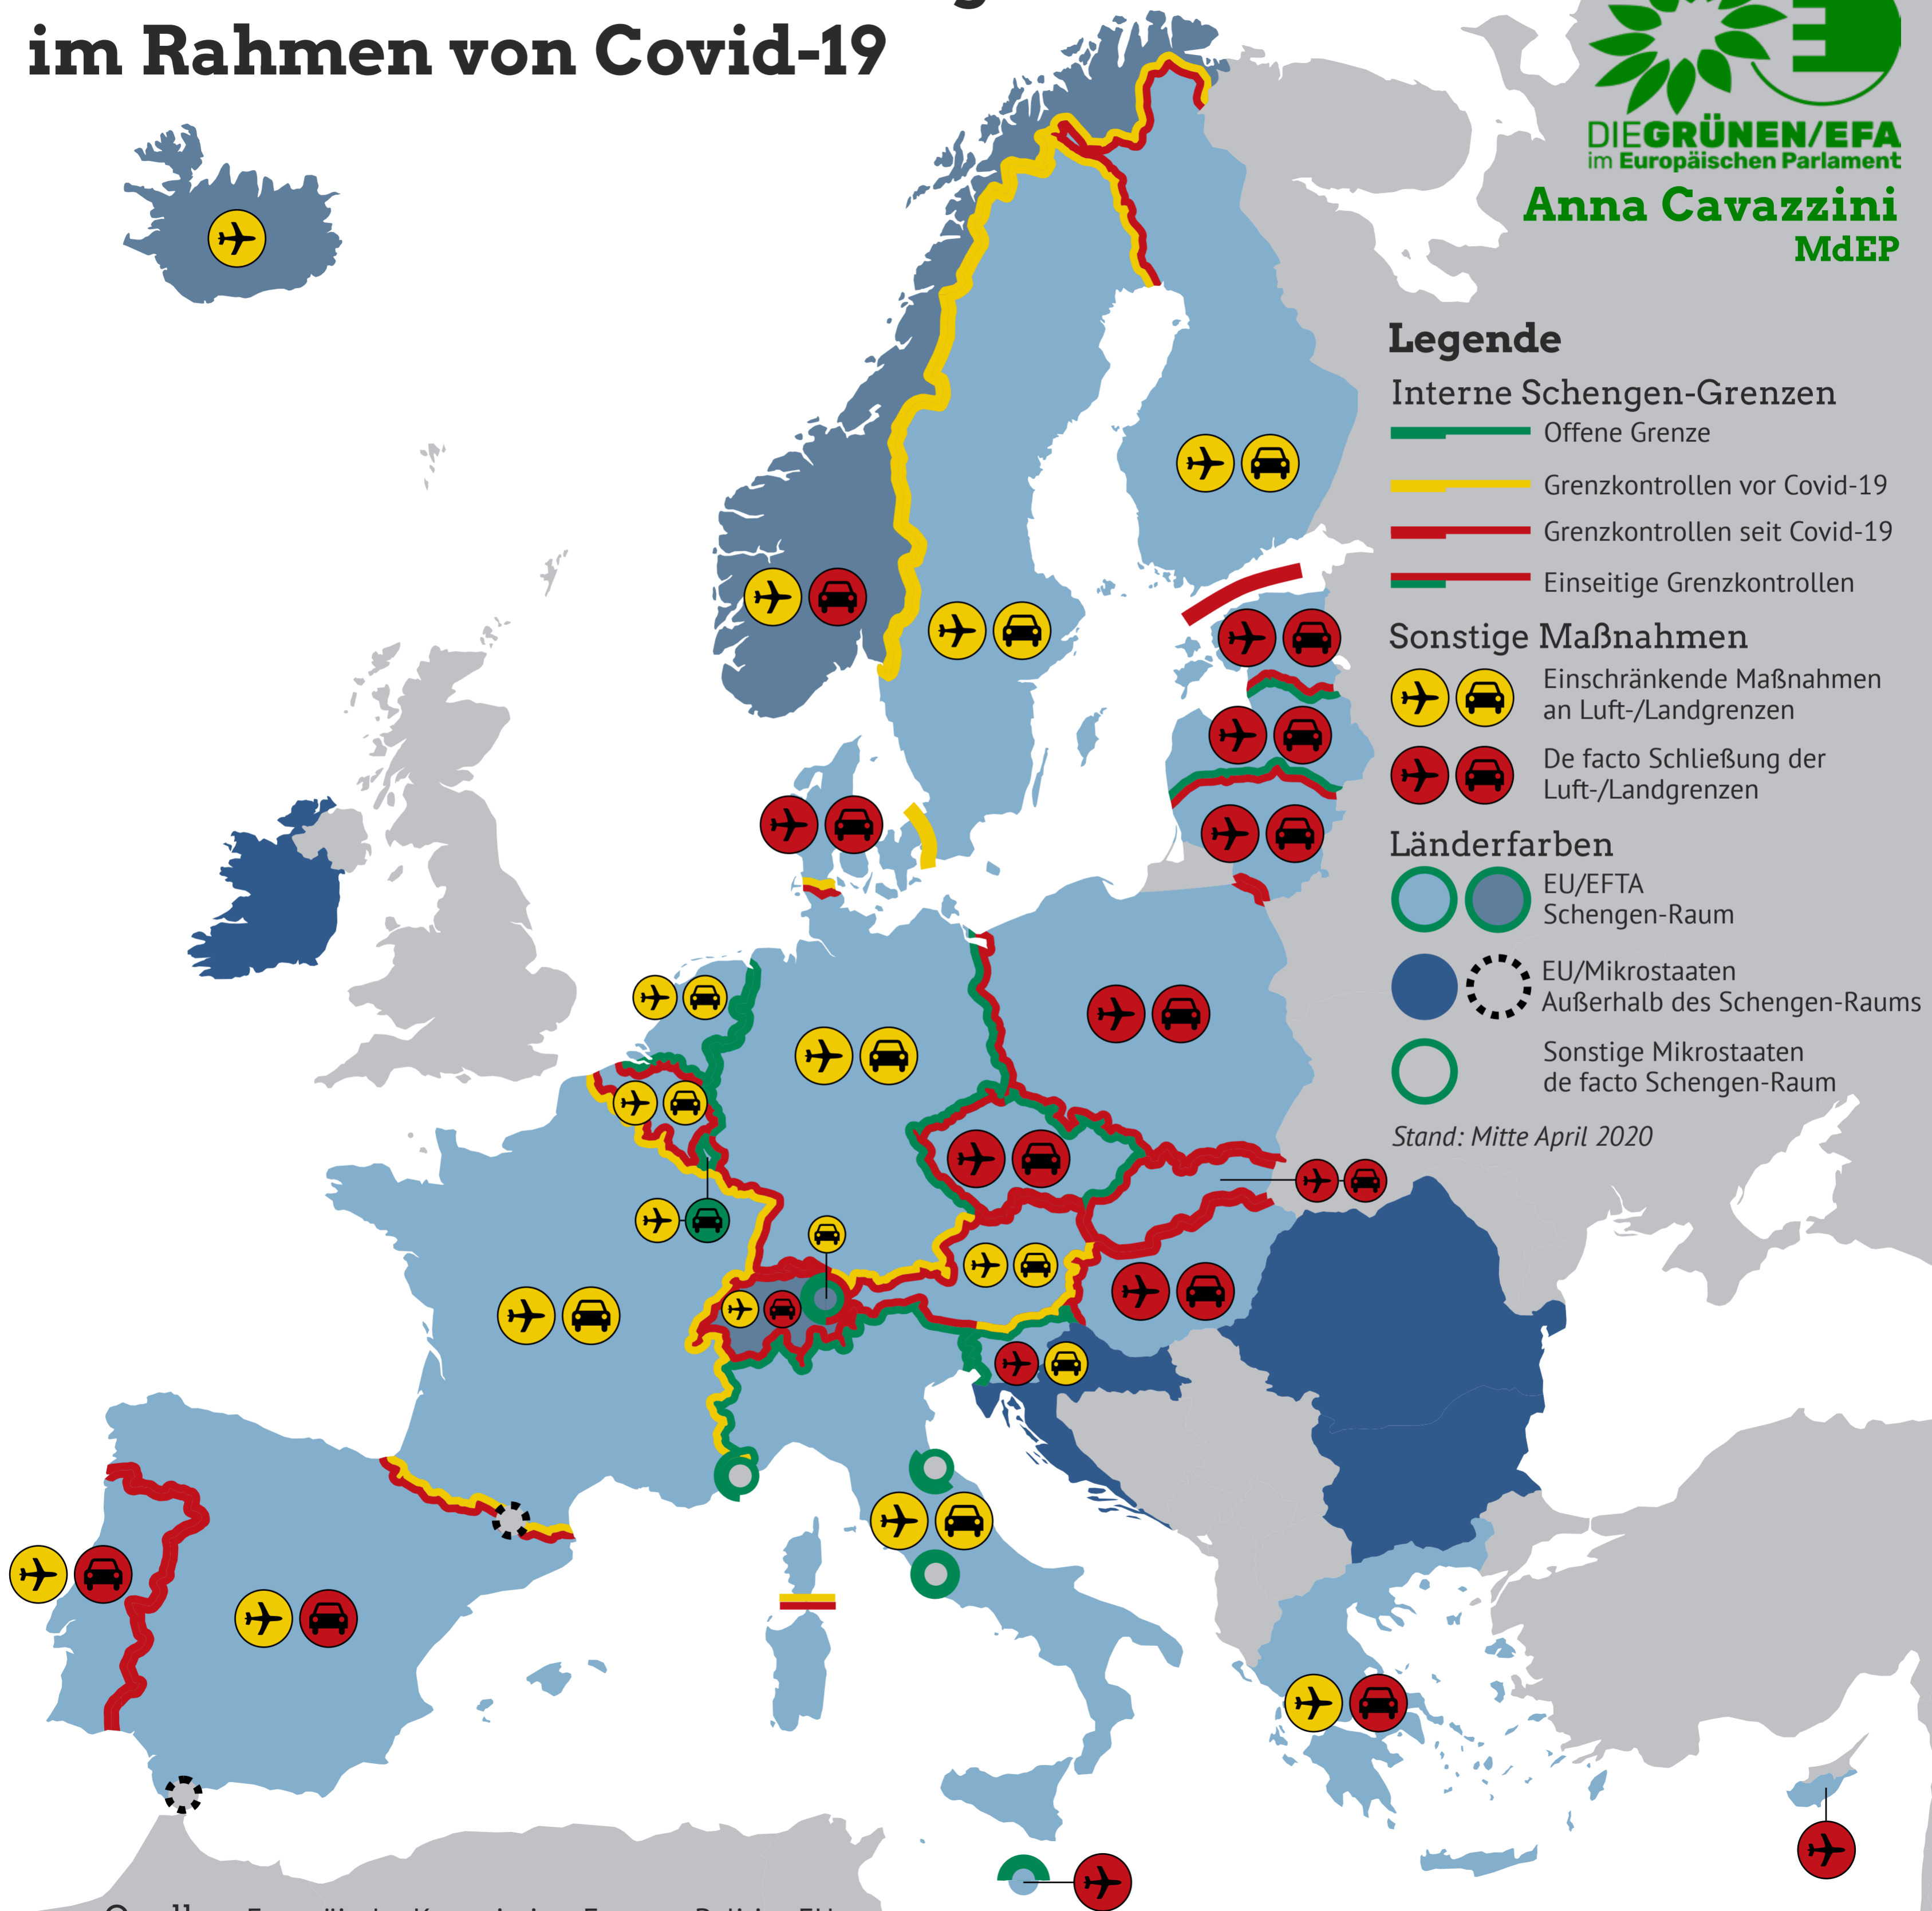 im Rahmen von Covid-19
DIEGRÜNEN/EFA
im Europäischen Parlament
Anna Cavazzini
MdEP
Legende
Interne Schengen-Grenzen
Offene Grenze
Grenzkontrollen vor Covid-19
Grenzkontrollen seit Covid-19
Einseitige Grenzkontrollen
Sonstige Maßnahmen
Einschränkende Maßnahmen
an Luft-/Landgrenzen
De facto Schließung der
Luft-/Landgrenzen
Länderfarben
EU/EFTA
Schengen-Raum
EU/Mikrostaaten
Außerhalb des Schengen-Raums
Sonstige Mikrostaaten
de facto Schengen-Raum
Stand: Mitte April 2020